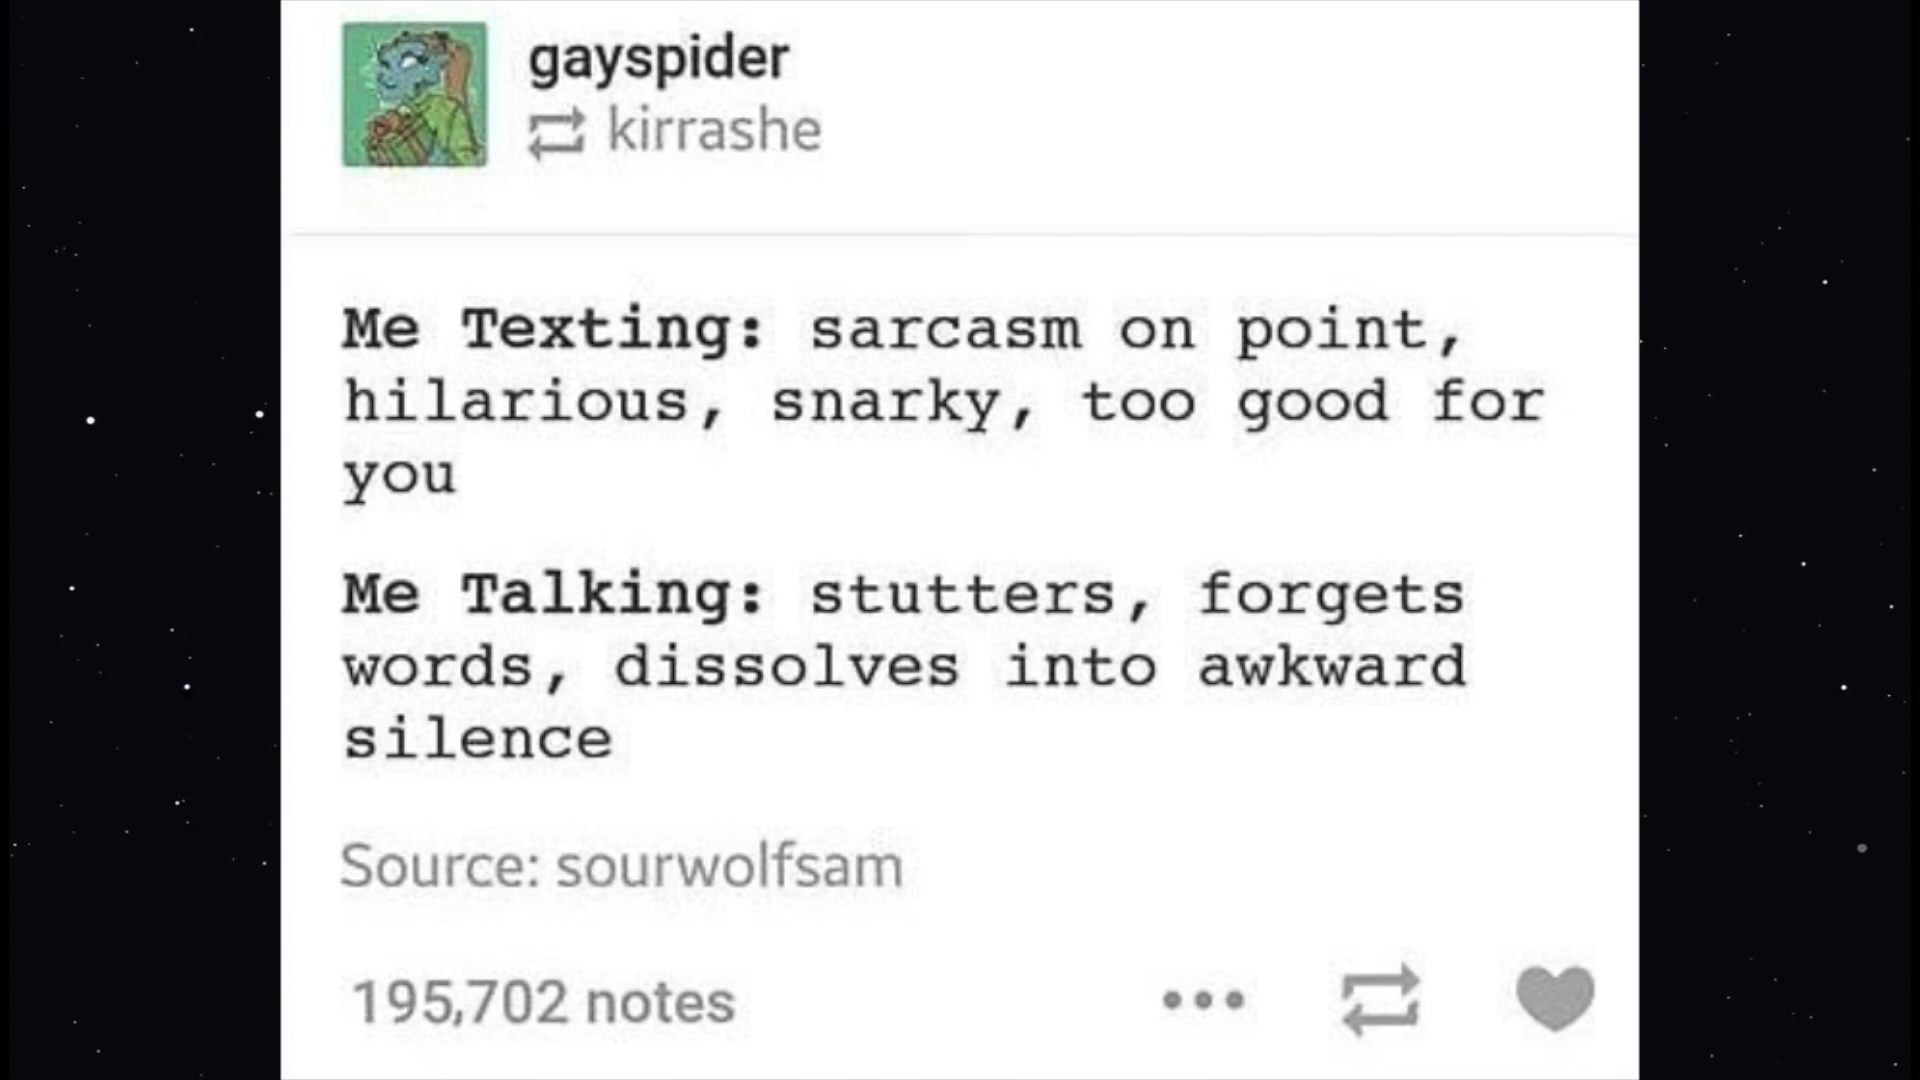 gayspider
kirrashe
Me Texting: sarcasm on point,
hilarious, snarky, too good for
you
Me Talking: stutters, forgets
words, dissolves into awkward
silence
Source: sourwolfsam
195,702 notes